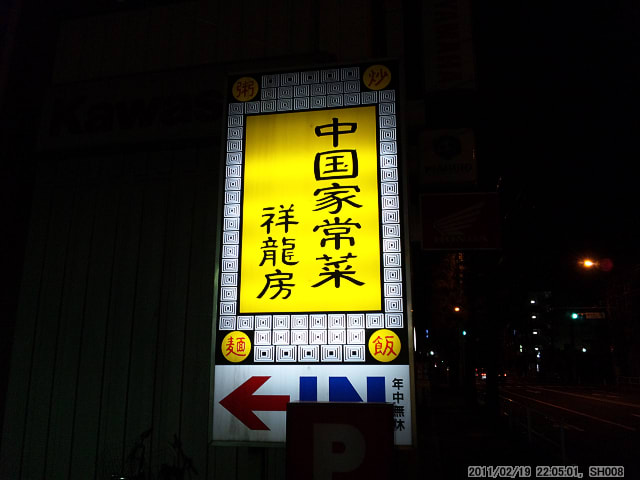 粥
炒
中国家常菜
祥龍房
麺
飯
IN
年中無休
P
Kawas
2011/02/19 22:05:01, SH008